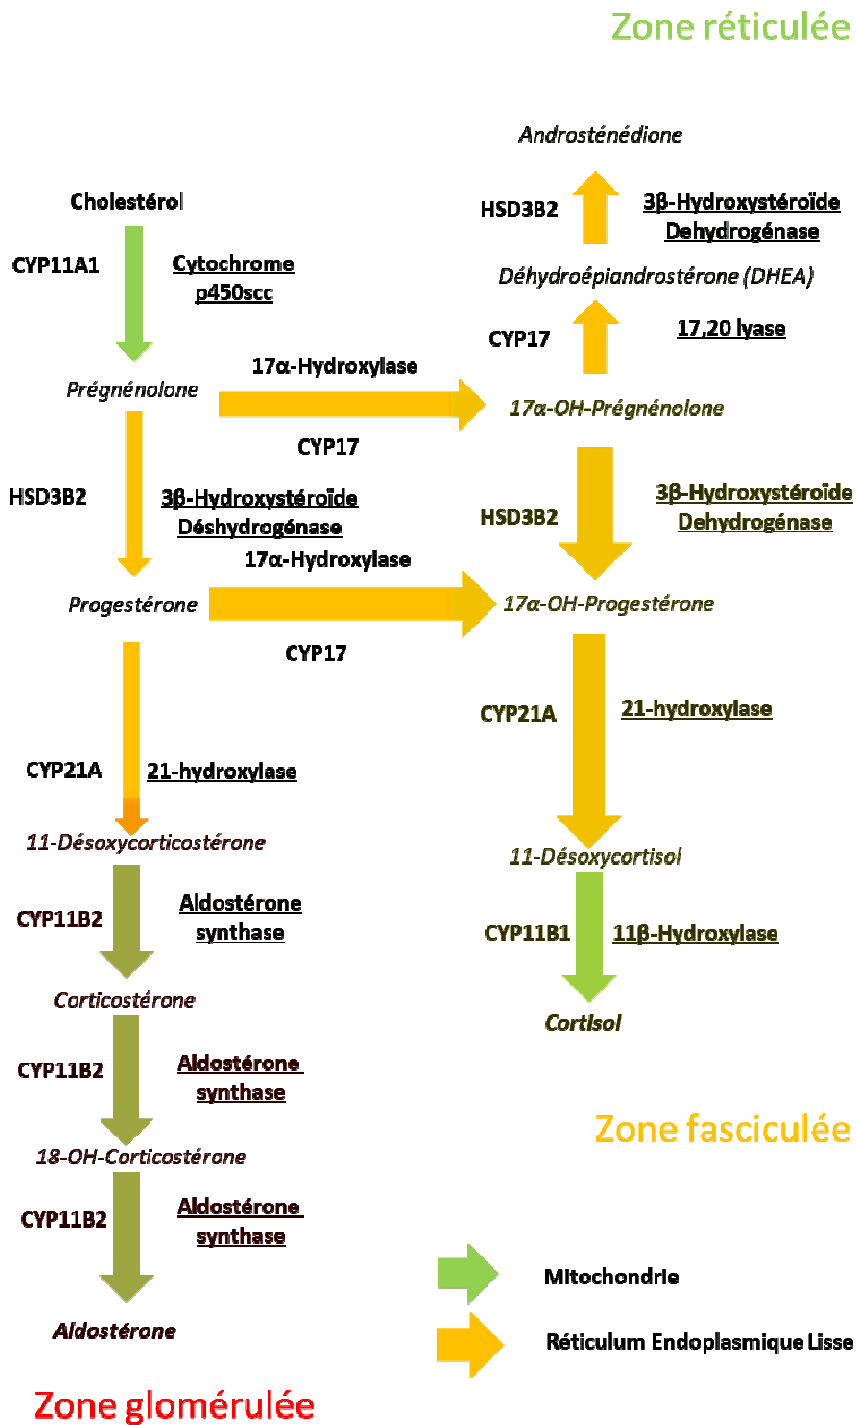 Zone réticulée
Androsténédione
HSD3B2
3β-Hydroxystéroïde
Dehydrogénase
Cholestérol
CYP11A1
Cytochrome
p450scc
Déhydroépiandrostérone (DHEA)
CYP17
17,20 lyase
17α-Hydroxylase
Prégnénolone
CYP17
17α-OH-Prégnénolone
HSD3B2
3β-Hydroxystéroïde
Déshydrogénase
HSD3B2
3β-Hydroxystéroïde
Dehydrogénase
17α-Hydroxylase
Progestérone
CYP17
17α-OH-Progestérone
CYP21A
21-hydroxylase
CYP21A
21-hydroxylase
11-Désoxycorticostérone
11-Désoxycortisol
CYP11B2
Aldostérone
synthase
CYP11B1
11β-Hydroxylase
Corticostérone
Cortisol
CYP11B2
Aldostérone
synthase
Zone fasciculée
18-OH-Corticostérone
CYP11B2
Aldostérone
synthase
Mitochondrie
Aldostérone
Réticulum Endoplasmique Lisse
Zone glomérulée